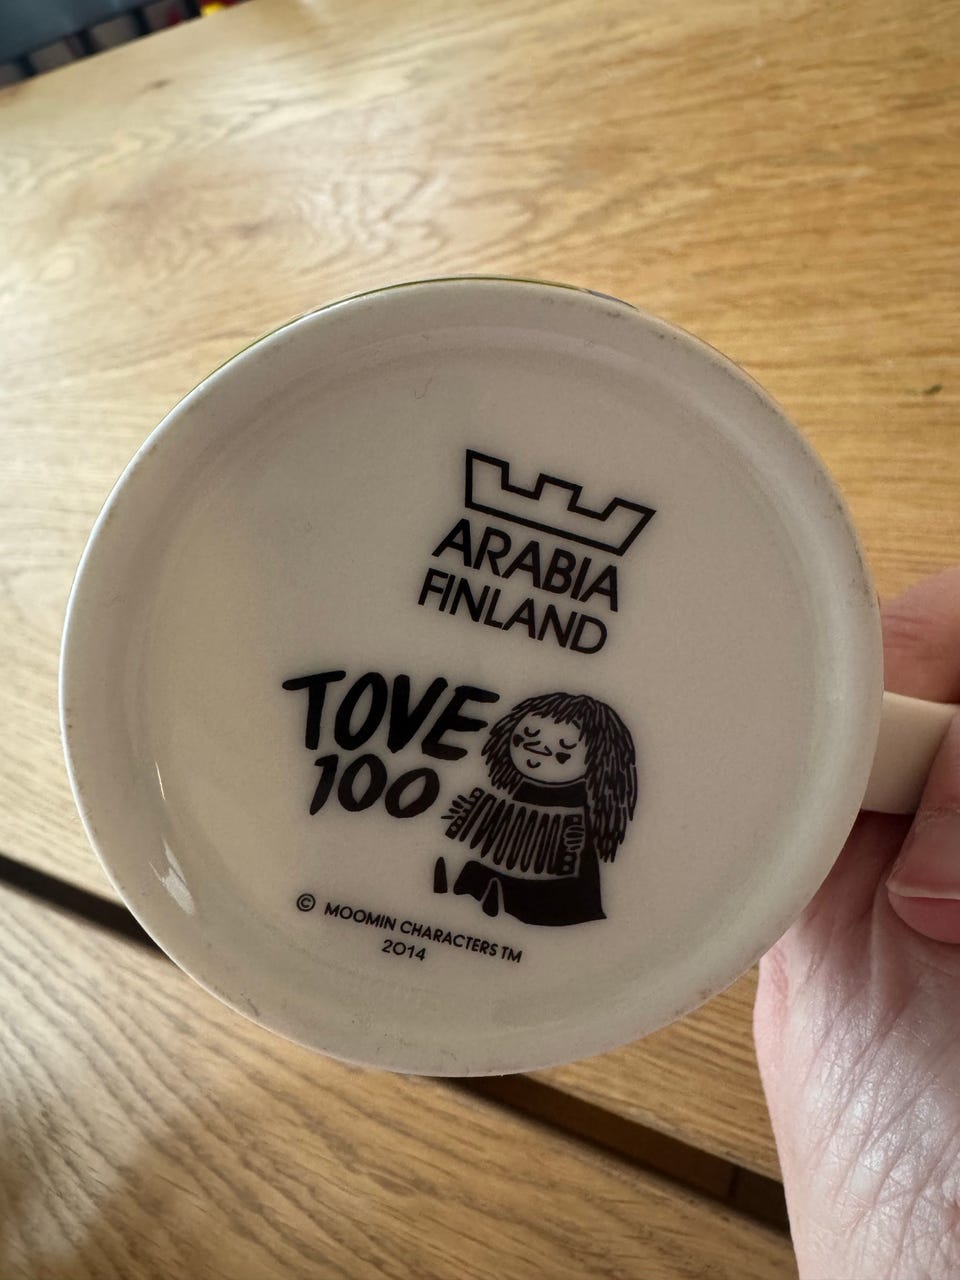 ARABIA
FINLAND
TOVE
100
© MOOMIN CHARACTERS TM
2014